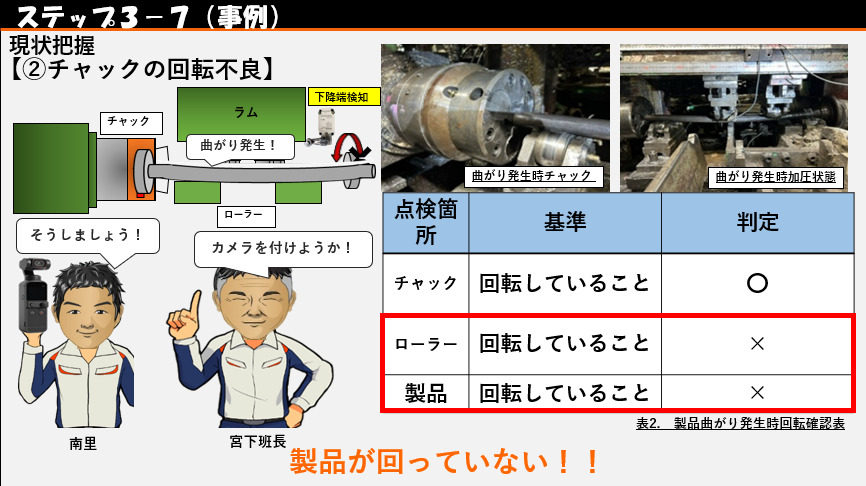 ステップ３－７（事例）
現状把握
【②チャックの回転不良】
チャック
ラム
下降端検知
曲がり発生！
ローラー
そうしましょう！
カメラを付けようか！
南里
宮下班長
曲がり発生時チャック
曲がり発生時加圧状態
点検箇所 基準 判定
チャック 回転していること 〇
ローラー 回転していること ×
製品 回転していること ×
表2.　製品曲がり発生時回転確認表
製品が回っていない！！